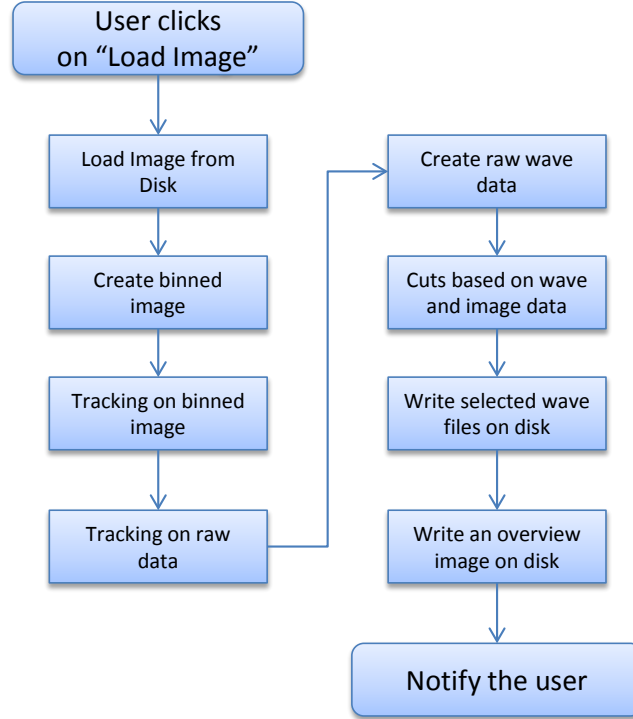 User clicks
on “Load Image”
Load Image from
Disk
Create binned
image
Tracking on binned
image
Tracking on raw
data
Create raw wave
data
Cuts based on wave
and image data
Write selected wave
files on disk
Write an overview
image on disk
Notify the user